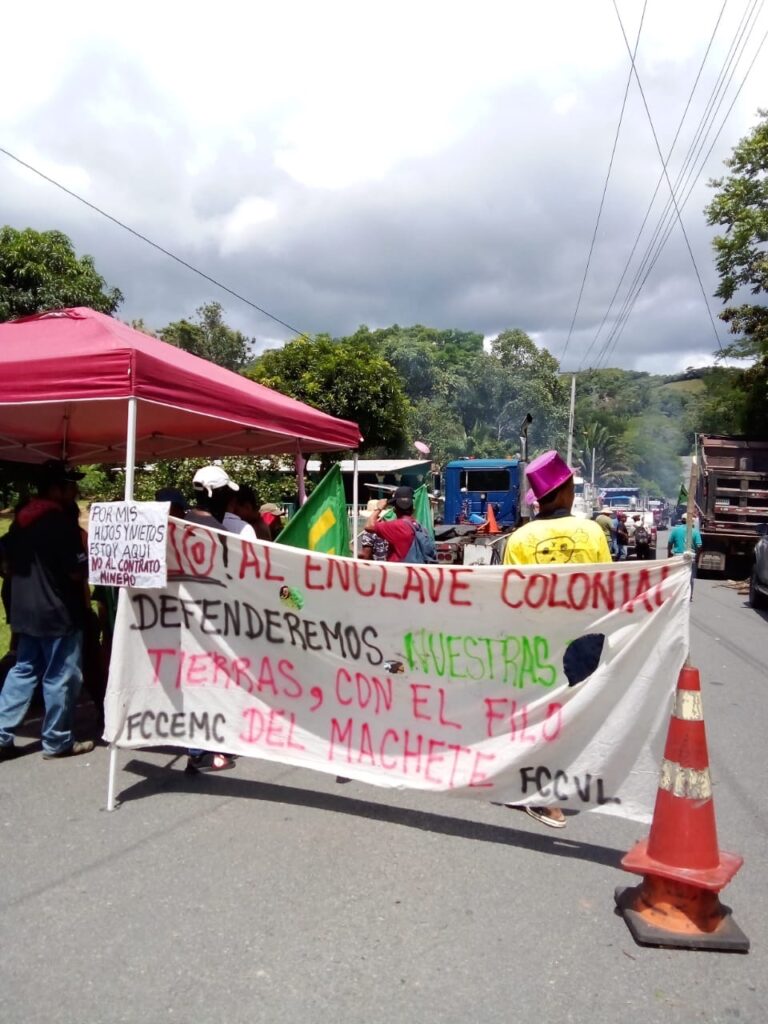 POR MIS
HIJOS Y NIETOS
ESTOY AQUÍ
NO AL CONTRATO
MINERO
NO! AL ENCLAVE COLONIAL
DEFENDEREMOS NUESTRAS
TIERRAS, CON EL FILO
FCCEMC DEL MACHETE FCCVL